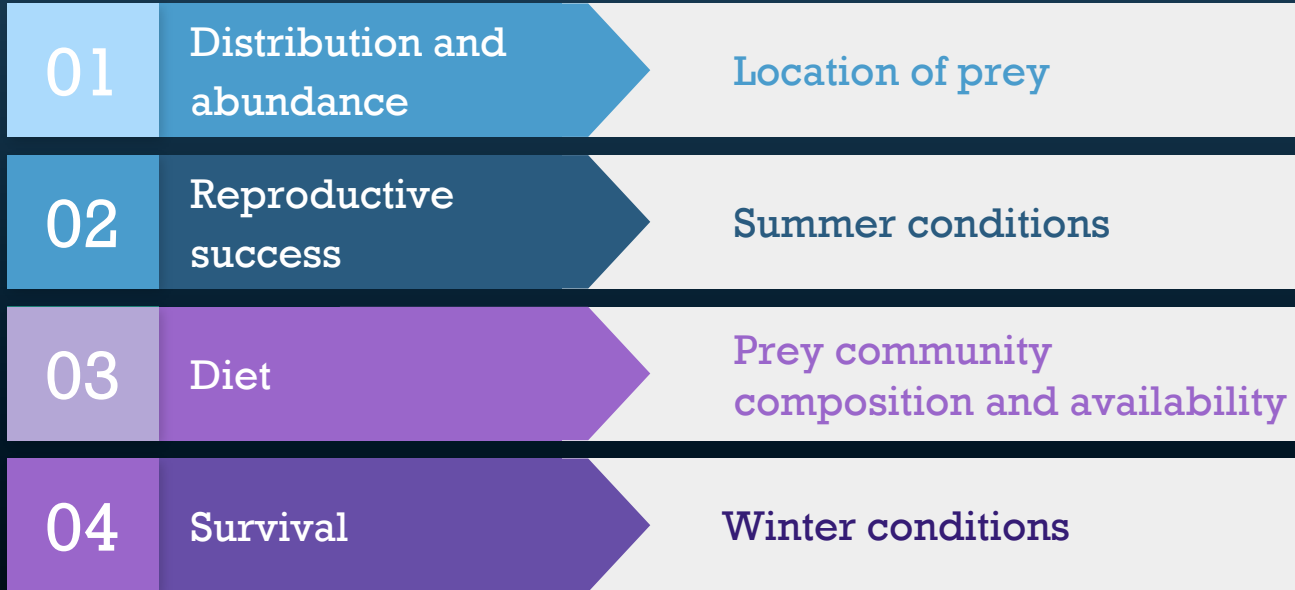 01
Distribution and
abundance
Location of prey
02
Reproductive
success
Summer conditions
03
Diet
Prey community
composition and availability
04
Survival
Winter conditions